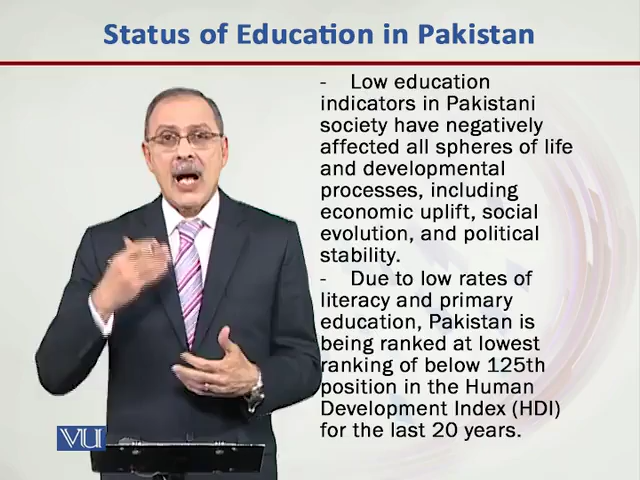 Status of Education in Pakistan
- Low education
indicators in Pakistani
society have negatively
affected all spheres of life
and developmental
processes, including
economic uplift, social
evolution, and political
stability.
- Due to low rates of
literacy and primary
education, Pakistan is
being ranked at lowest
ranking of below 125th
position in the Human
Development Index (HDI)
for the last 20 years.
VU